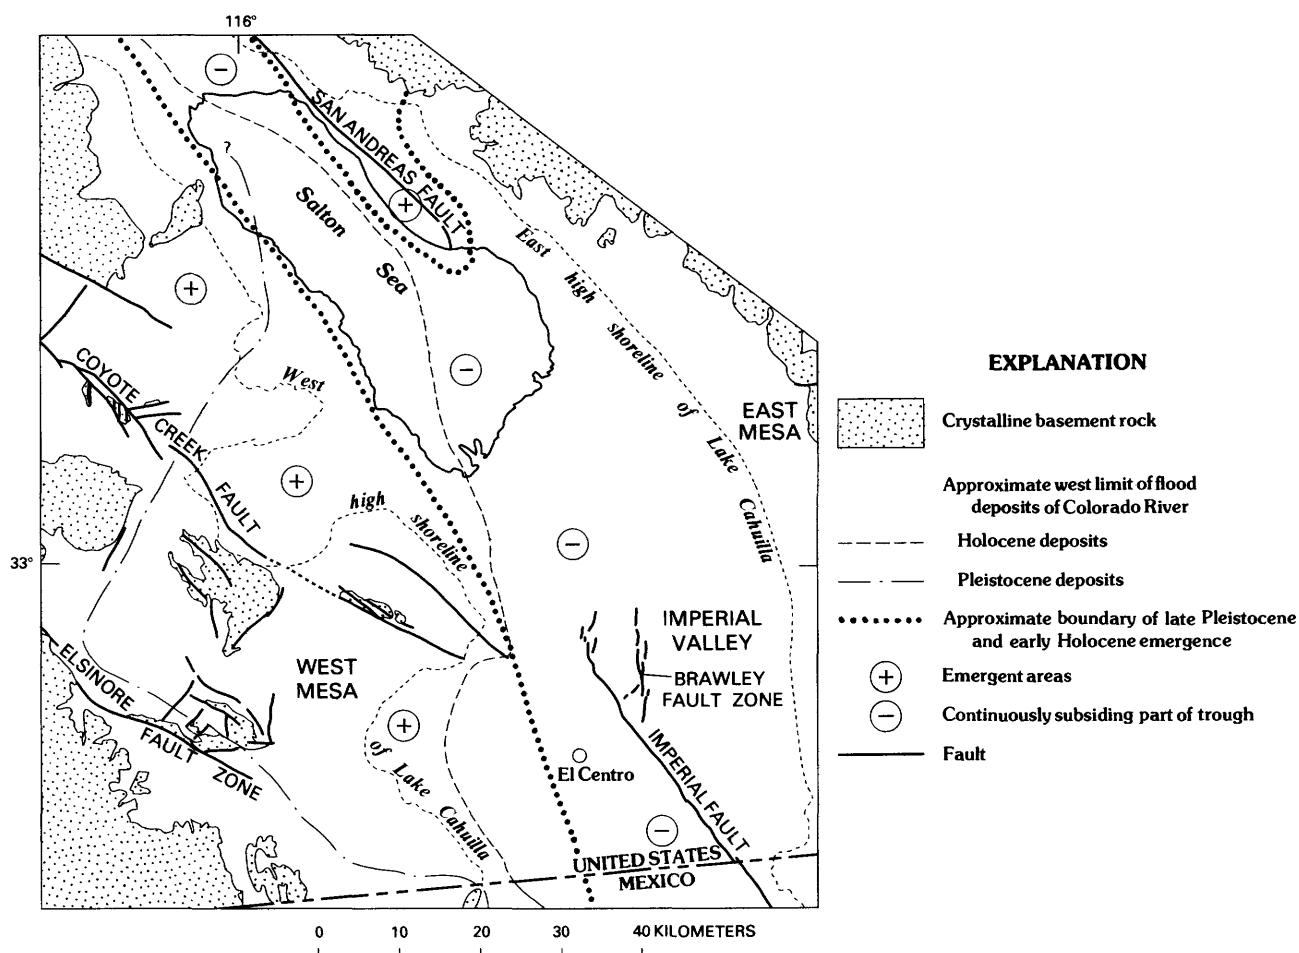 116°
SAN ANDREAS FAULT
?
Salton
Sea
East high shoreline of Lake Cahuilla
COYOTE CREEK FAULT
West high shoreline of Lake Cahuilla
EAST
MESA
33°
IMPERIAL
VALLEY
BRAWLEY
FAULT ZONE
WEST
MESA
ELSINORE FAULT ZONE
El Centro
IMPERIAL FAULT
UNITED STATES
MEXICO
0 10 20 30 40 KILOMETERS
EXPLANATION
Crystalline basement rock
Approximate west limit of flood
deposits of Colorado River
Holocene deposits
Pleistocene deposits
Approximate boundary of late Pleistocene
and early Holocene emergence
+ Emergent areas
− Continuously subsiding part of trough
Fault